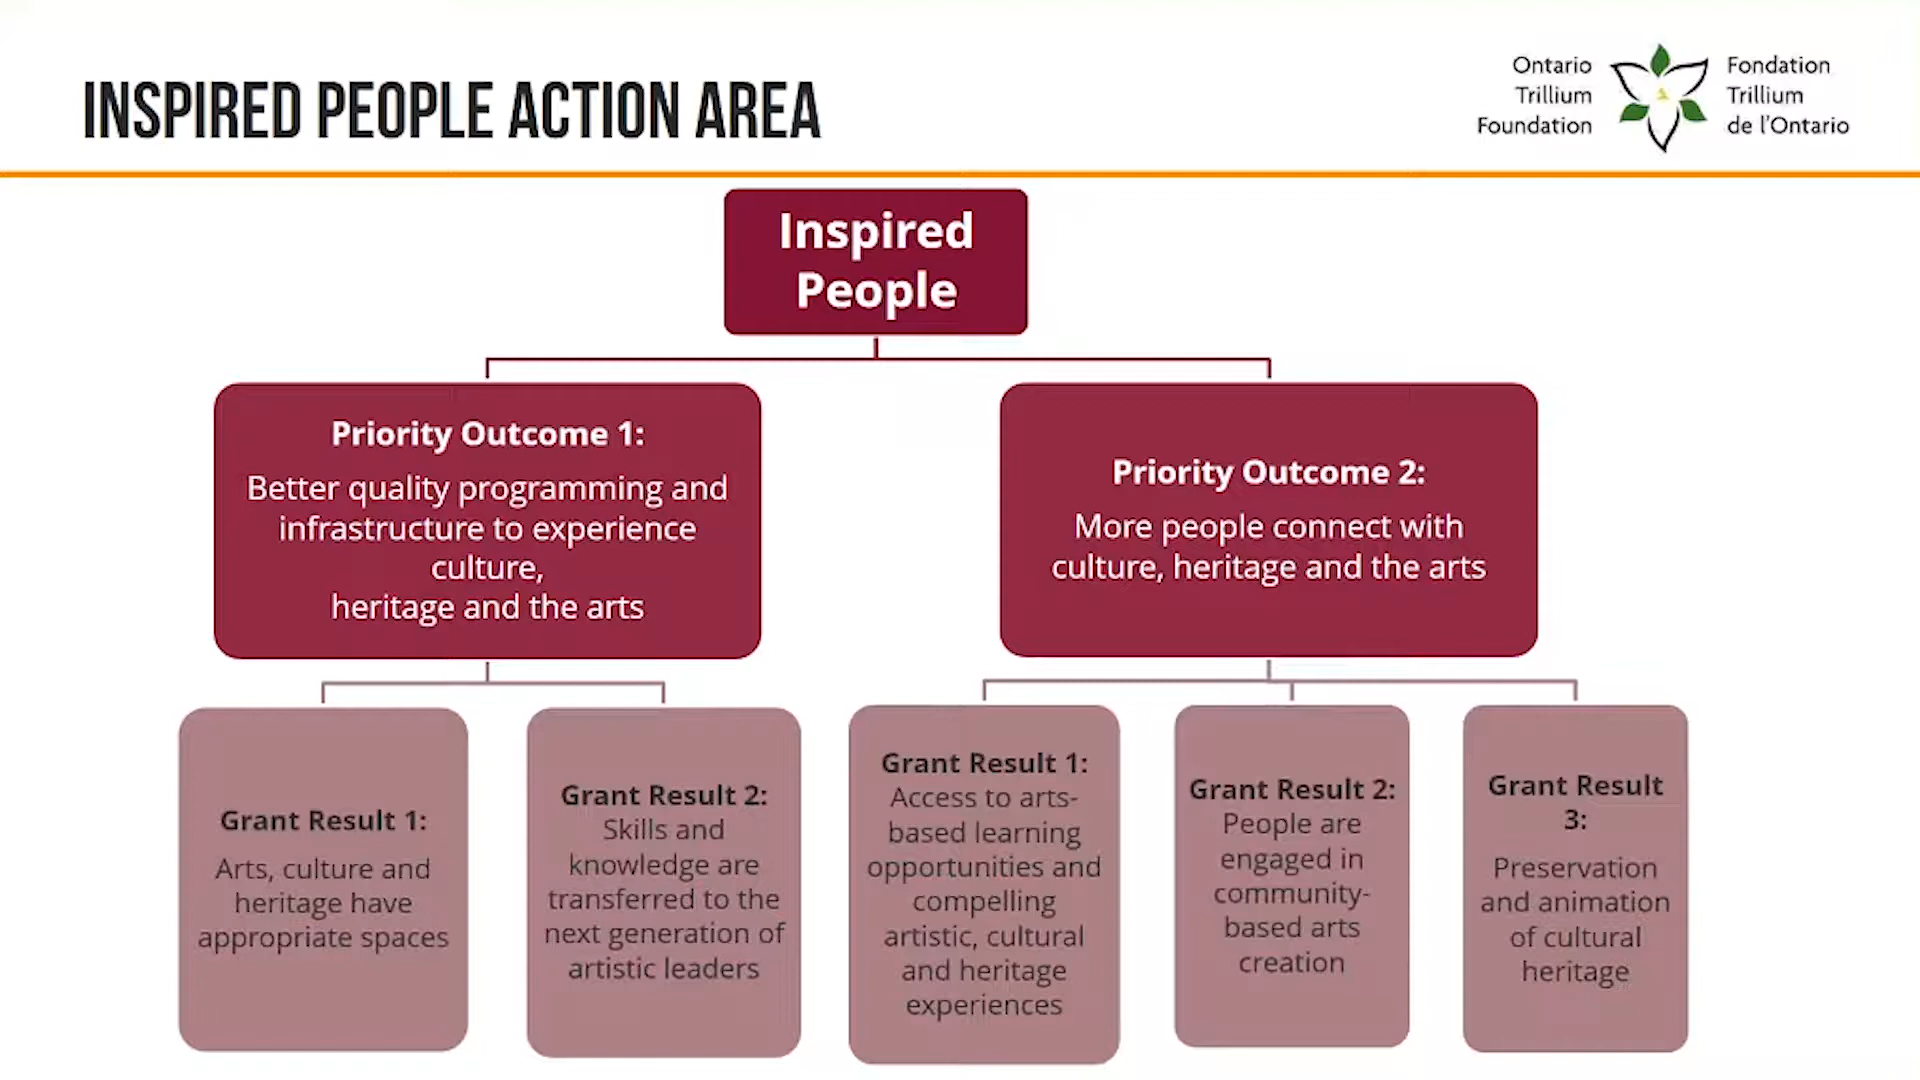 INSPIRED PEOPLE ACTION AREA
Ontario
Trillium
Foundation
Fondation
Trillium
de l'Ontario
Inspired
People
Priority Outcome 1:
Better quality programming and
infrastructure to experience
culture,
heritage and the arts
Priority Outcome 2:
More people connect with
culture, heritage and the arts
Grant Result 1:
Arts, culture and
heritage have
appropriate spaces
Grant Result 2:
Skills and
knowledge are
transferred to the
next generation of
artistic leaders
Grant Result 1:
Access to arts-
based learning
opportunities and
compelling
artistic, cultural
and heritage
experiences
Grant Result 2:
People are
engaged in
community-
based arts
creation
Grant Result
3:
Preservation
and animation
of cultural
heritage